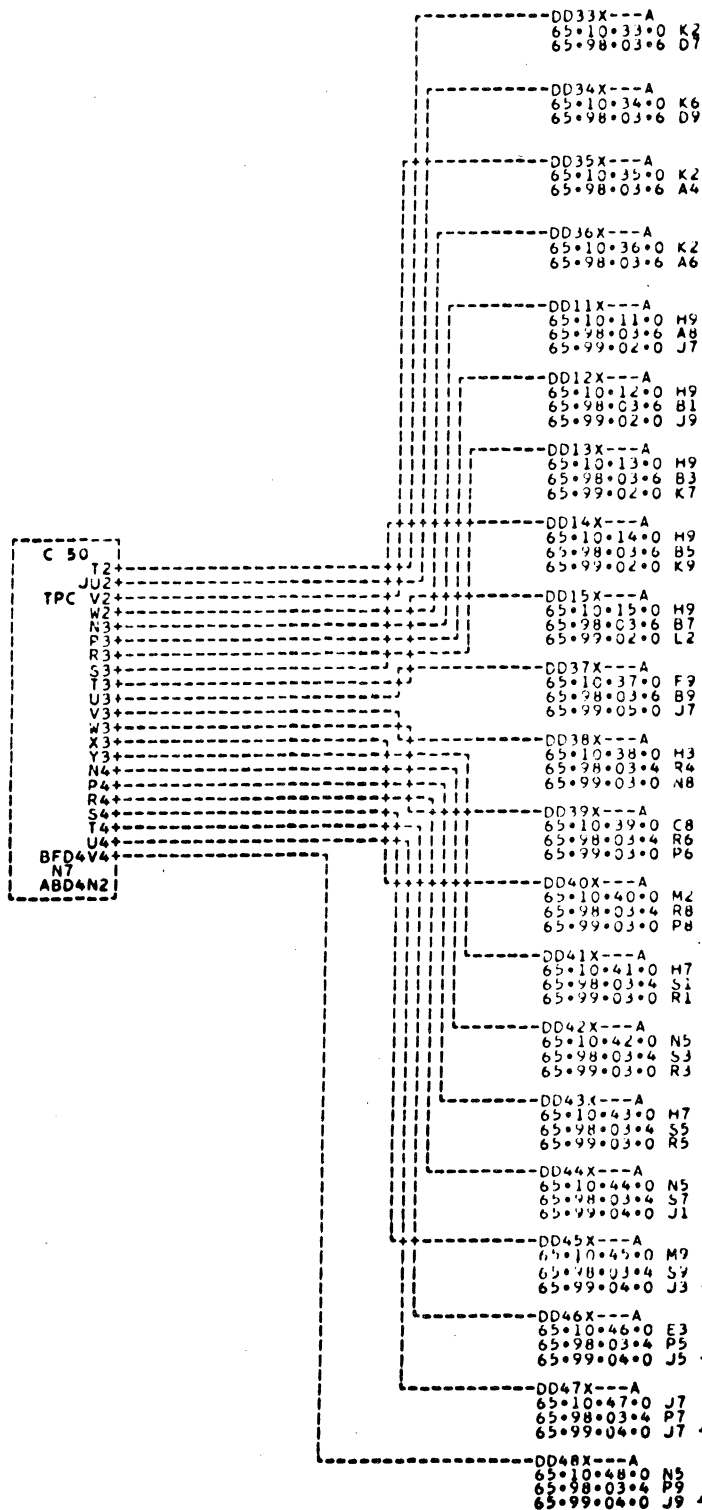 DD33X---A
65•10•33•0 K2
65•98•03•6 D7
DD34X---A
65•10•34•0 K6
65•98•03•6 D9
DD35X---A
65•10•35•0 K2
65•98•03•6 A4
DD36X---A
65•10•36•0 K2
65•98•03•6 A6
DD11X---A
65•10•11•0 H9
65•98•03•6 A8
65•99•02•0 J7
DD12X---A
65•10•12•0 H9
65•98•03•6 B1
65•99•02•0 J9
DD13X---A
65•10•13•0 H9
65•98•03•6 B3
65•99•02•0 K7
DD14X---A
65•10•14•0 H9
65•98•03•6 B5
65•99•02•0 K9
DD15X---A
65•10•15•0 H9
65•98•03•6 B7
65•99•02•0 L2
DD37X---A
65•10•37•0 F9
65•98•03•6 B9
65•99•05•0 J7
DD38X---A
65•10•38•0 H3
65•98•03•4 R4
65•99•03•0 N8
DD39X---A
65•10•39•0 C8
65•98•03•4 R6
65•99•03•0 P6
DD40X---A
65•10•40•0 M2
65•98•03•4 R8
65•99•03•0 P8
DD41X---A
65•10•41•0 H7
65•98•03•4 S1
65•99•03•0 R1
DD42X---A
65•10•42•0 N5
65•98•03•4 S3
65•99•03•0 R3
DD43X---A
65•10•43•0 H7
65•98•03•4 S5
65•99•03•0 R5
DD44X---A
65•10•44•0 N5
65•98•03•4 S7
65•99•04•0 J1
DD45X---A
65•10•45•0 M9
65•98•03•4 S9
65•99•04•0 J3
DD46X---A
65•10•46•0 E3
65•98•03•4 P5
65•99•04•0 J5
DD47X---A
65•10•47•0 J7
65•98•03•4 P7
65•99•04•0 J7
DD48X---A
65•10•48•0 N5
65•98•03•4 P9
65•99•04•0 J9
C 50
T2
JU2
TPC V2
W2
N3
P3
R3
S3
T3
U3
V3
W3
X3
Y3
N4
P4
R4
S4
T4
U4
BFD4V4
N7
ABD4N2